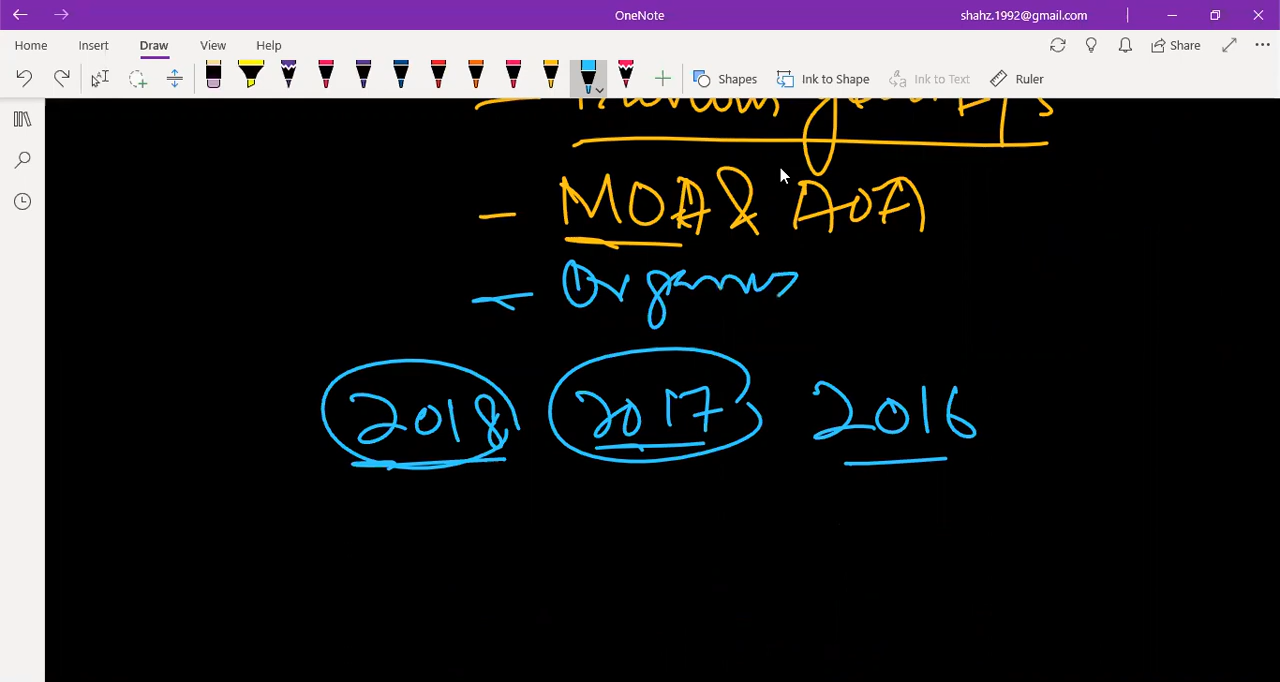 OneNote
shahz.1992@gmail.com
Home Insert Draw View Help
Share
Shapes Ink to Shape Ink to Text Ruler
- MOA & AOA
2018 2017 2016